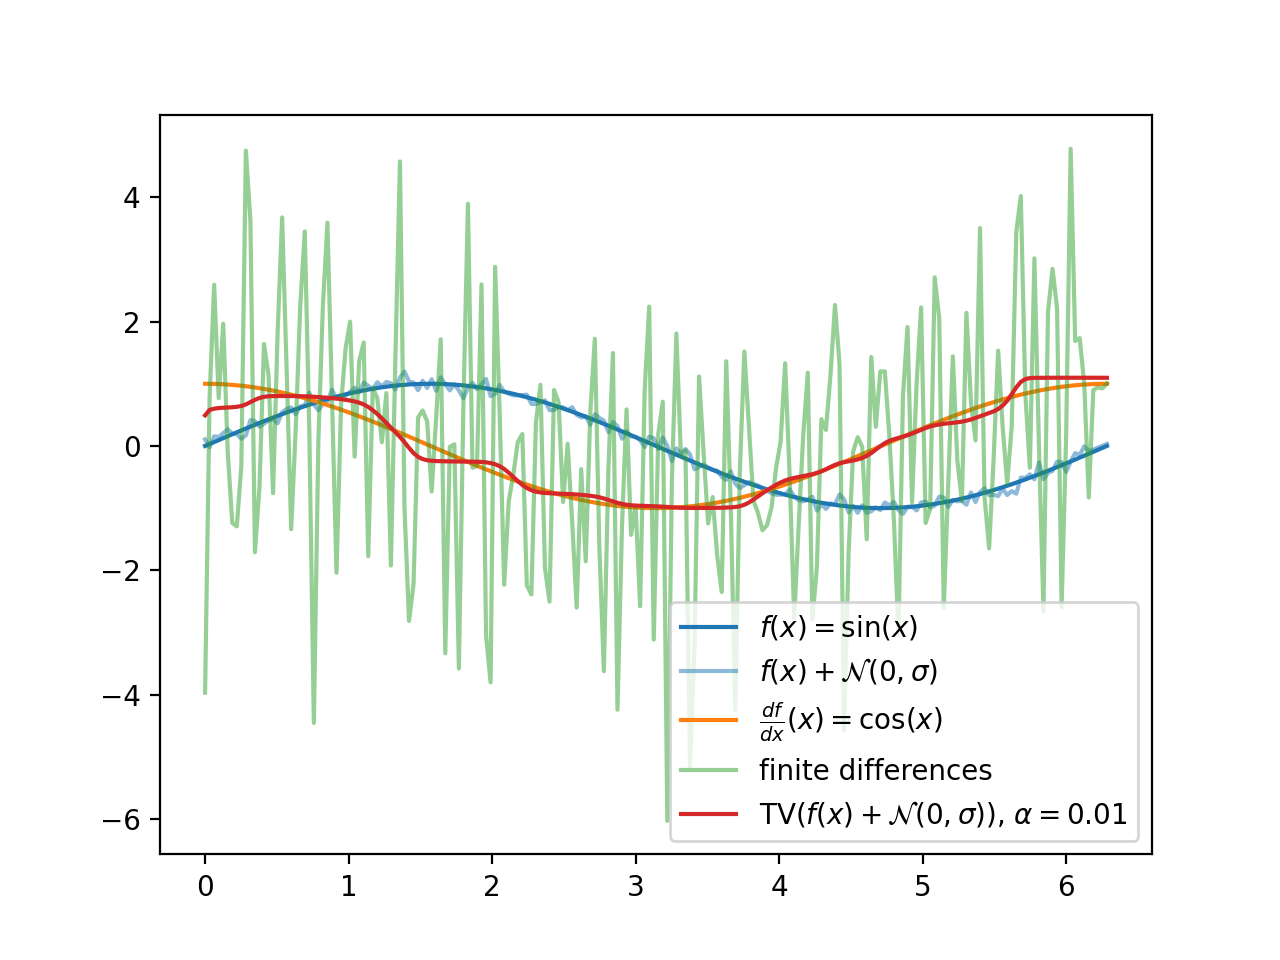 4
2
0
−2
−4
−6
0 1 2 3 4 5 6
f(x) = sin(x)
f(x) + 𝒩(0, σ)
df/dx (x) = cos(x)
finite differences
TV(f(x) + 𝒩(0, σ)), α = 0.01